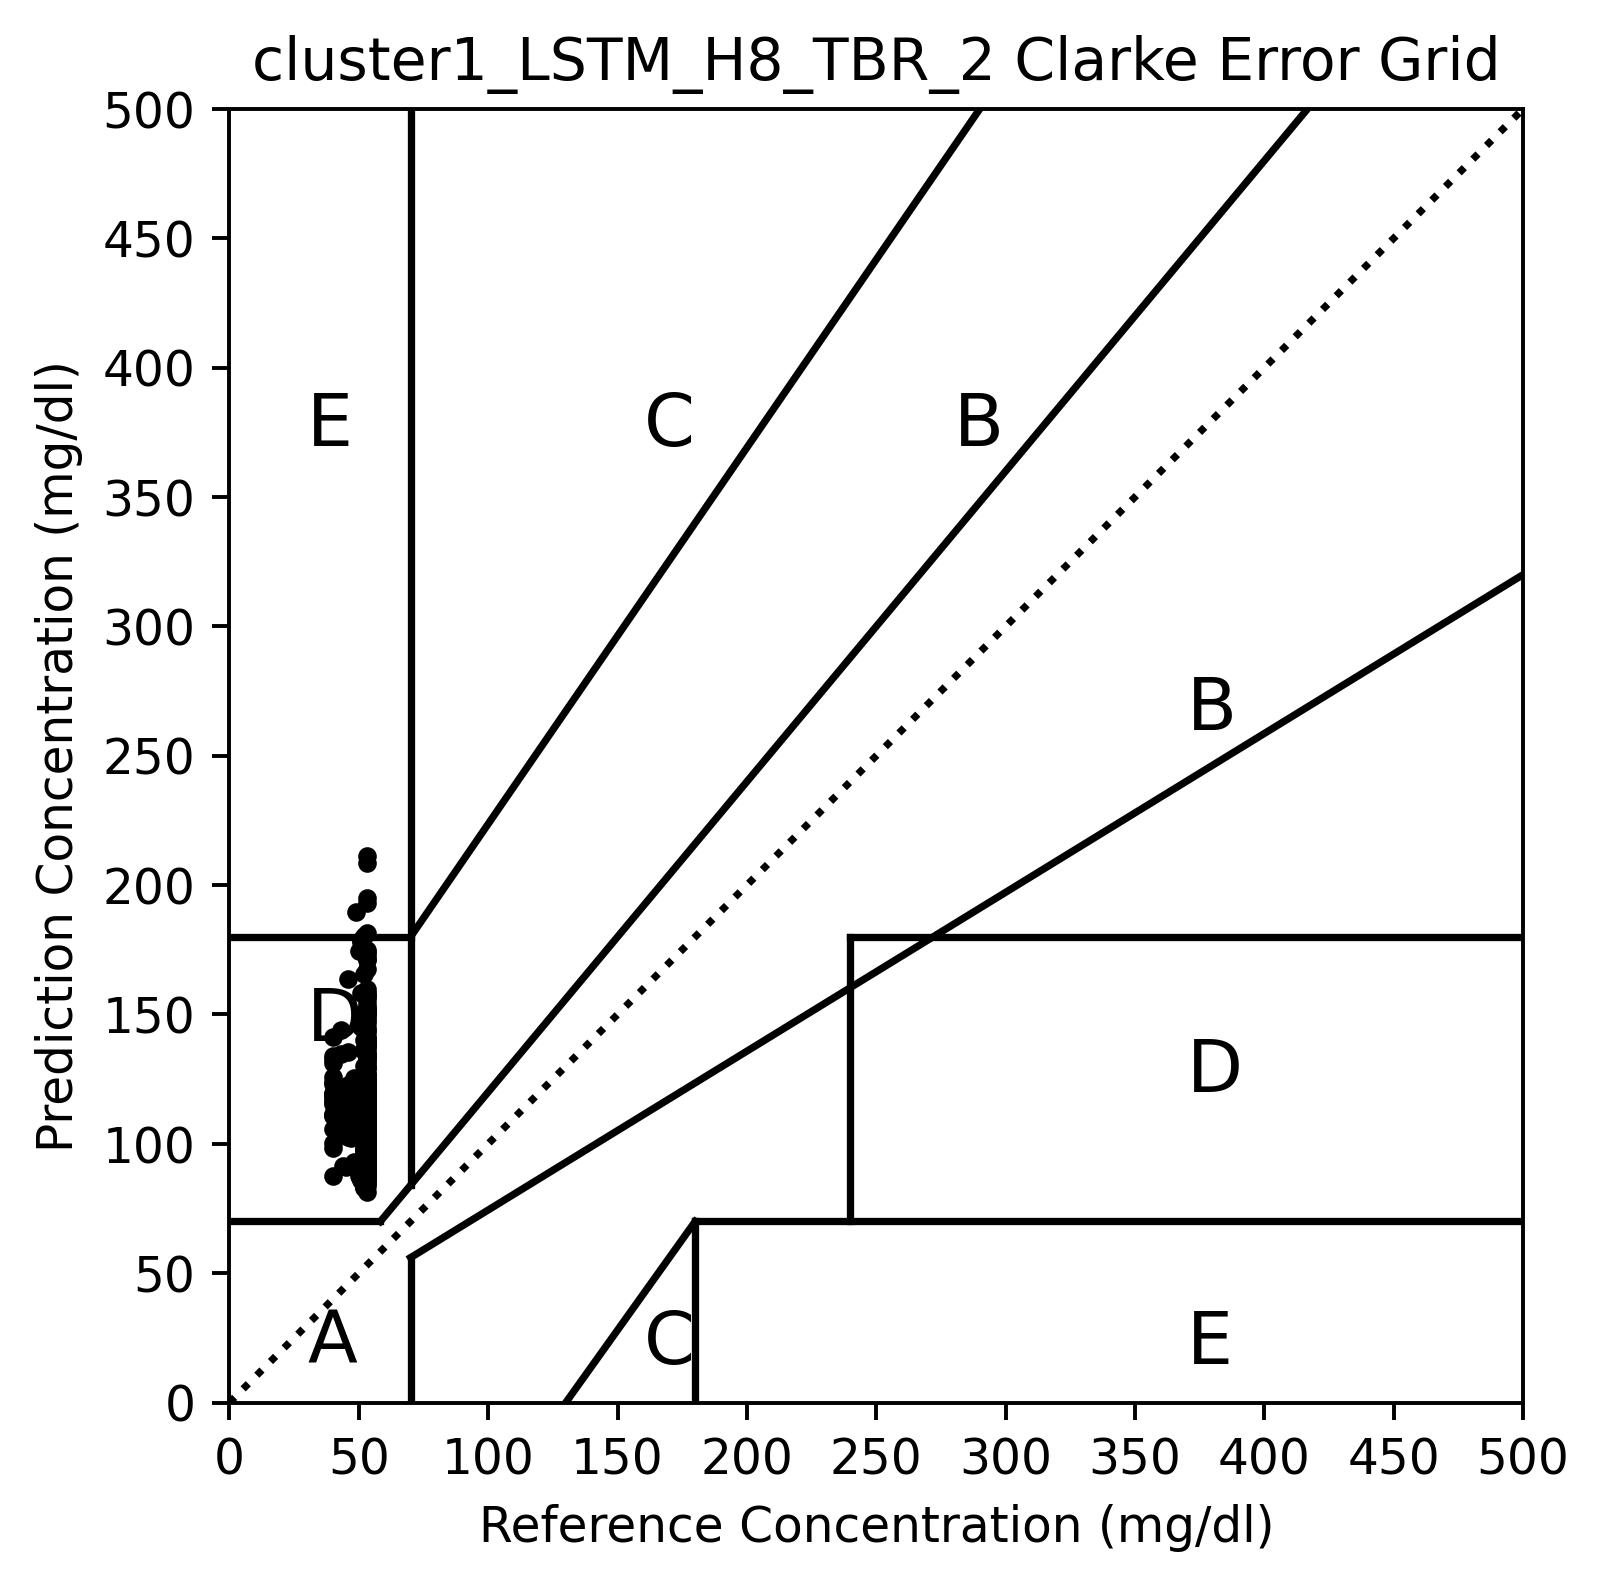 cluster1_LSTM_H8_TBR_2 Clarke Error Grid
500
450
400
350
300
250
200
150
100
50
0
Prediction Concentration (mg/dl)
E
C
B
B
D
D
A
C
E
0 50 100 150 200 250 300 350 400 450 500
Reference Concentration (mg/dl)